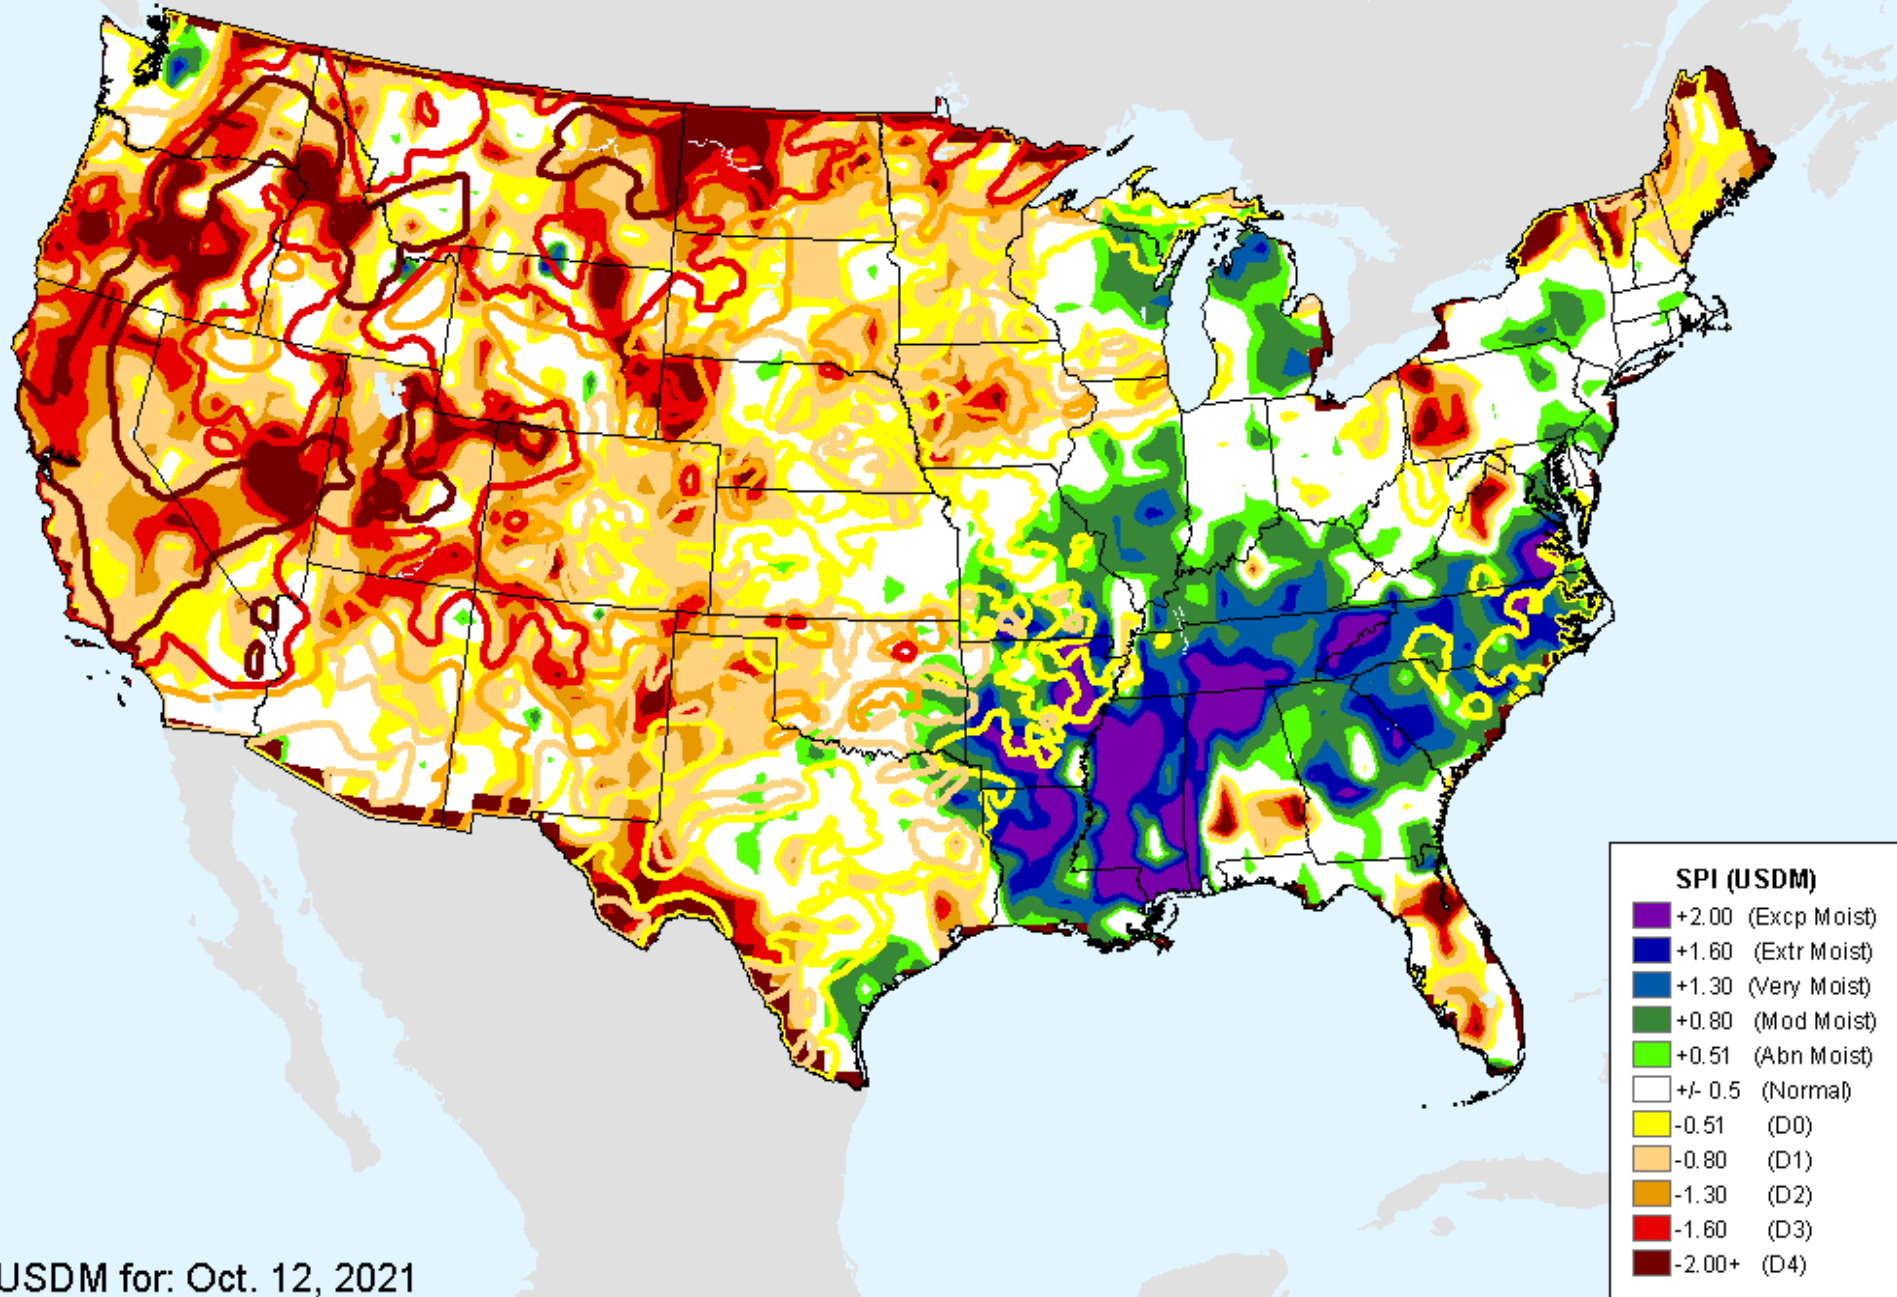 SPI (USDM)
+2.00 (Excp Moist)
+1.60 (Extr Moist)
+1.30 (Very Moist)
+0.80 (Mod Moist)
+0.51 (Abn Moist)
+/- 0.5 (Normal)
-0.51 (D0)
-0.80 (D1)
-1.30 (D2)
-1.60 (D3)
-2.00+ (D4)
USDM for: Oct. 12, 2021